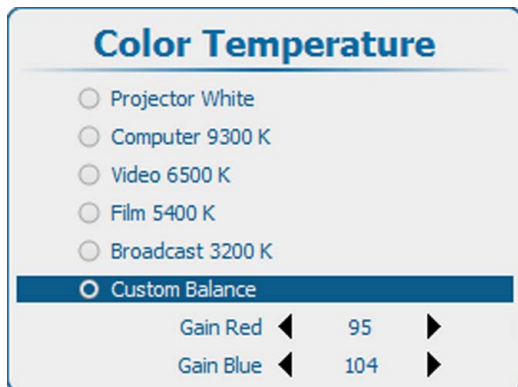 Color Temperature
Projector White
Computer 9300 K
Video 6500 K
Film 5400 K
Broadcast 3200 K
Custom Balance
Gain Red 95
Gain Blue 104